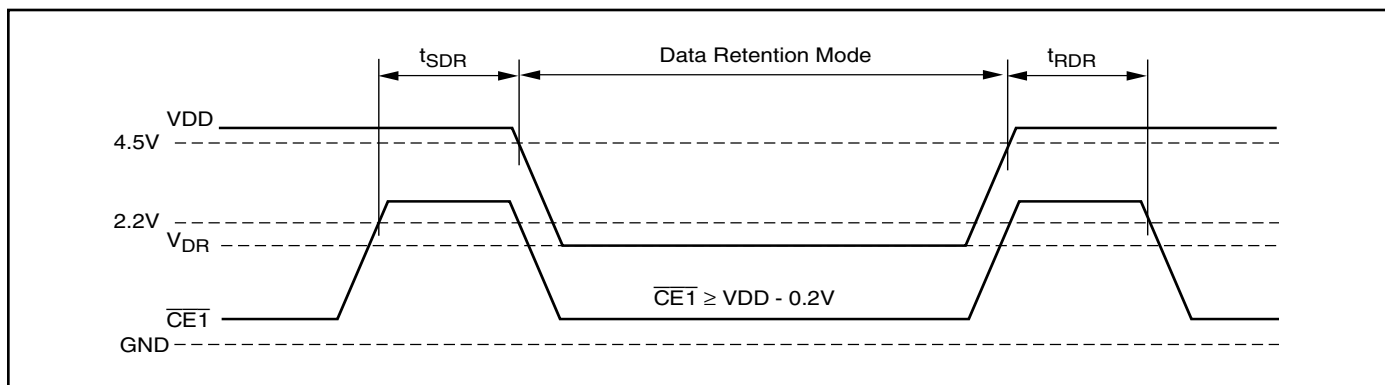 tSDR Data Retention Mode tRDR
VDD
4.5V
2.2V
VDR
CE1 ≥ VDD - 0.2V
CE1
GND